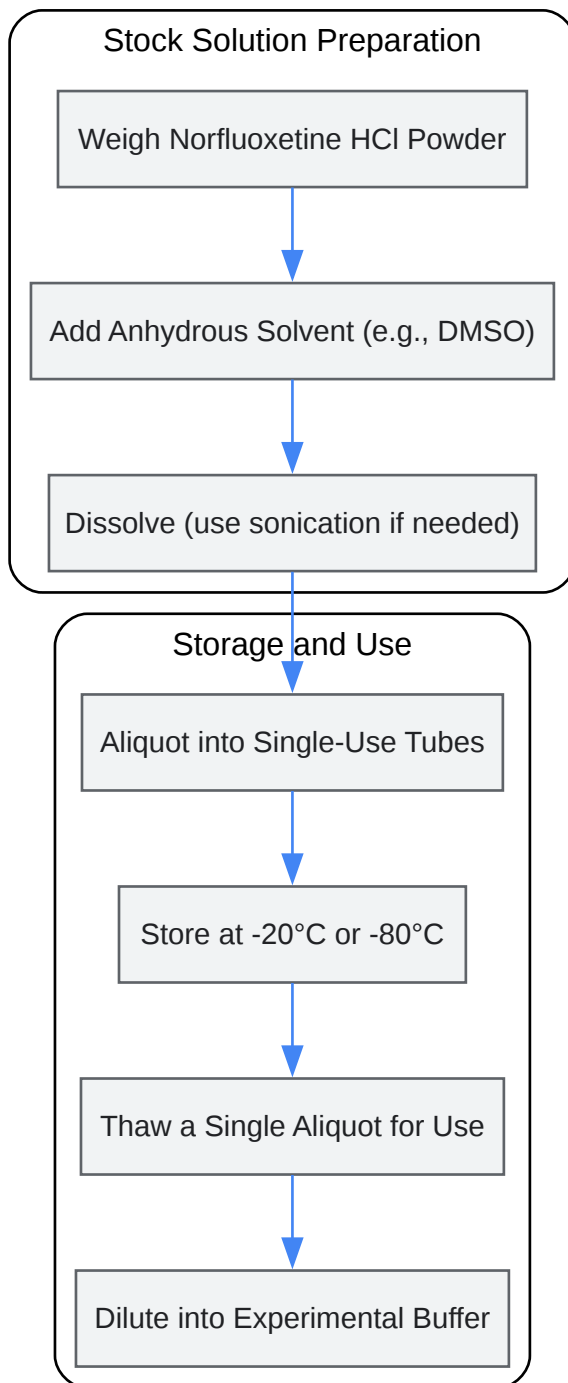 Stock Solution Preparation
Weigh Norfluoxetine HCl Powder
Add Anhydrous Solvent (e.g., DMSO)
Dissolve (use sonication if needed)
Storage and Use
Aliquot into Single-Use Tubes
Store at -20°C or -80°C
Thaw a Single Aliquot for Use
Dilute into Experimental Buffer